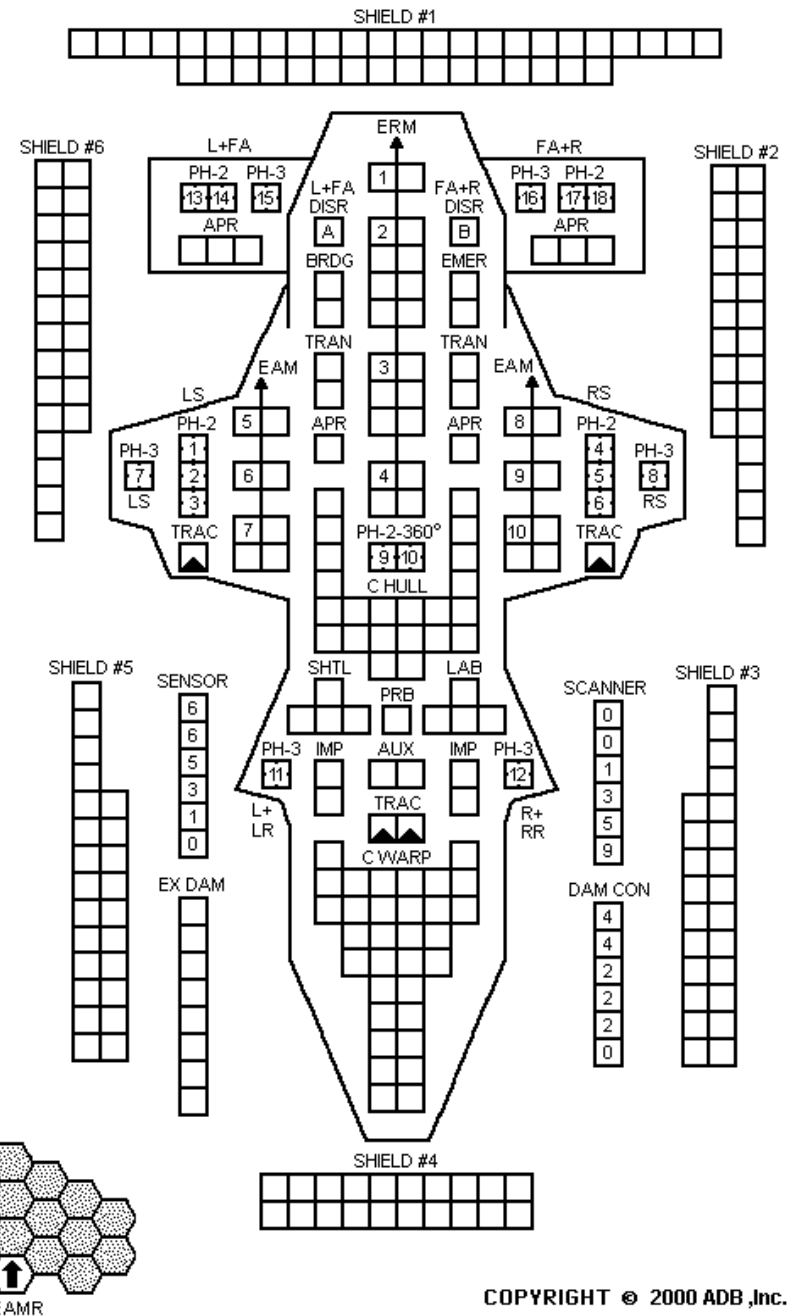 SHIELD #1
ERM
SHIELD #6
L+FA
FA+R
SHIELD #2
PH-2 PH-3
PH-3 PH-2
13 14 15
16 17 18
APR
APR
L+FA
DISR
FA+R
DISR
1
A
2
B
BRDG
EMER
TRAN
TRAN
3
EAM
EAM
LS
RS
PH-2
PH-2
5
APR
APR
8
PH-3
7
LS
1
2
3
6
4
9
4
5
6
PH-3
8
RS
TRAC
7
PH-2-360°
9 10
10
TRAC
C HULL
SHIELD #5
SENSOR
6
6
5
3
1
0
SHTL
PRB
LAB
SCANNER
0
0
1
3
5
9
SHIELD #3
PH-3
11
L+
LR
IMP
AUX
IMP
PH-3
12
R+
RR
TRAC
C WARP
EX DAM
DAM CON
4
4
2
2
2
0
SHIELD #4
EAMR
COPYRIGHT © 2000 ADB, Inc.